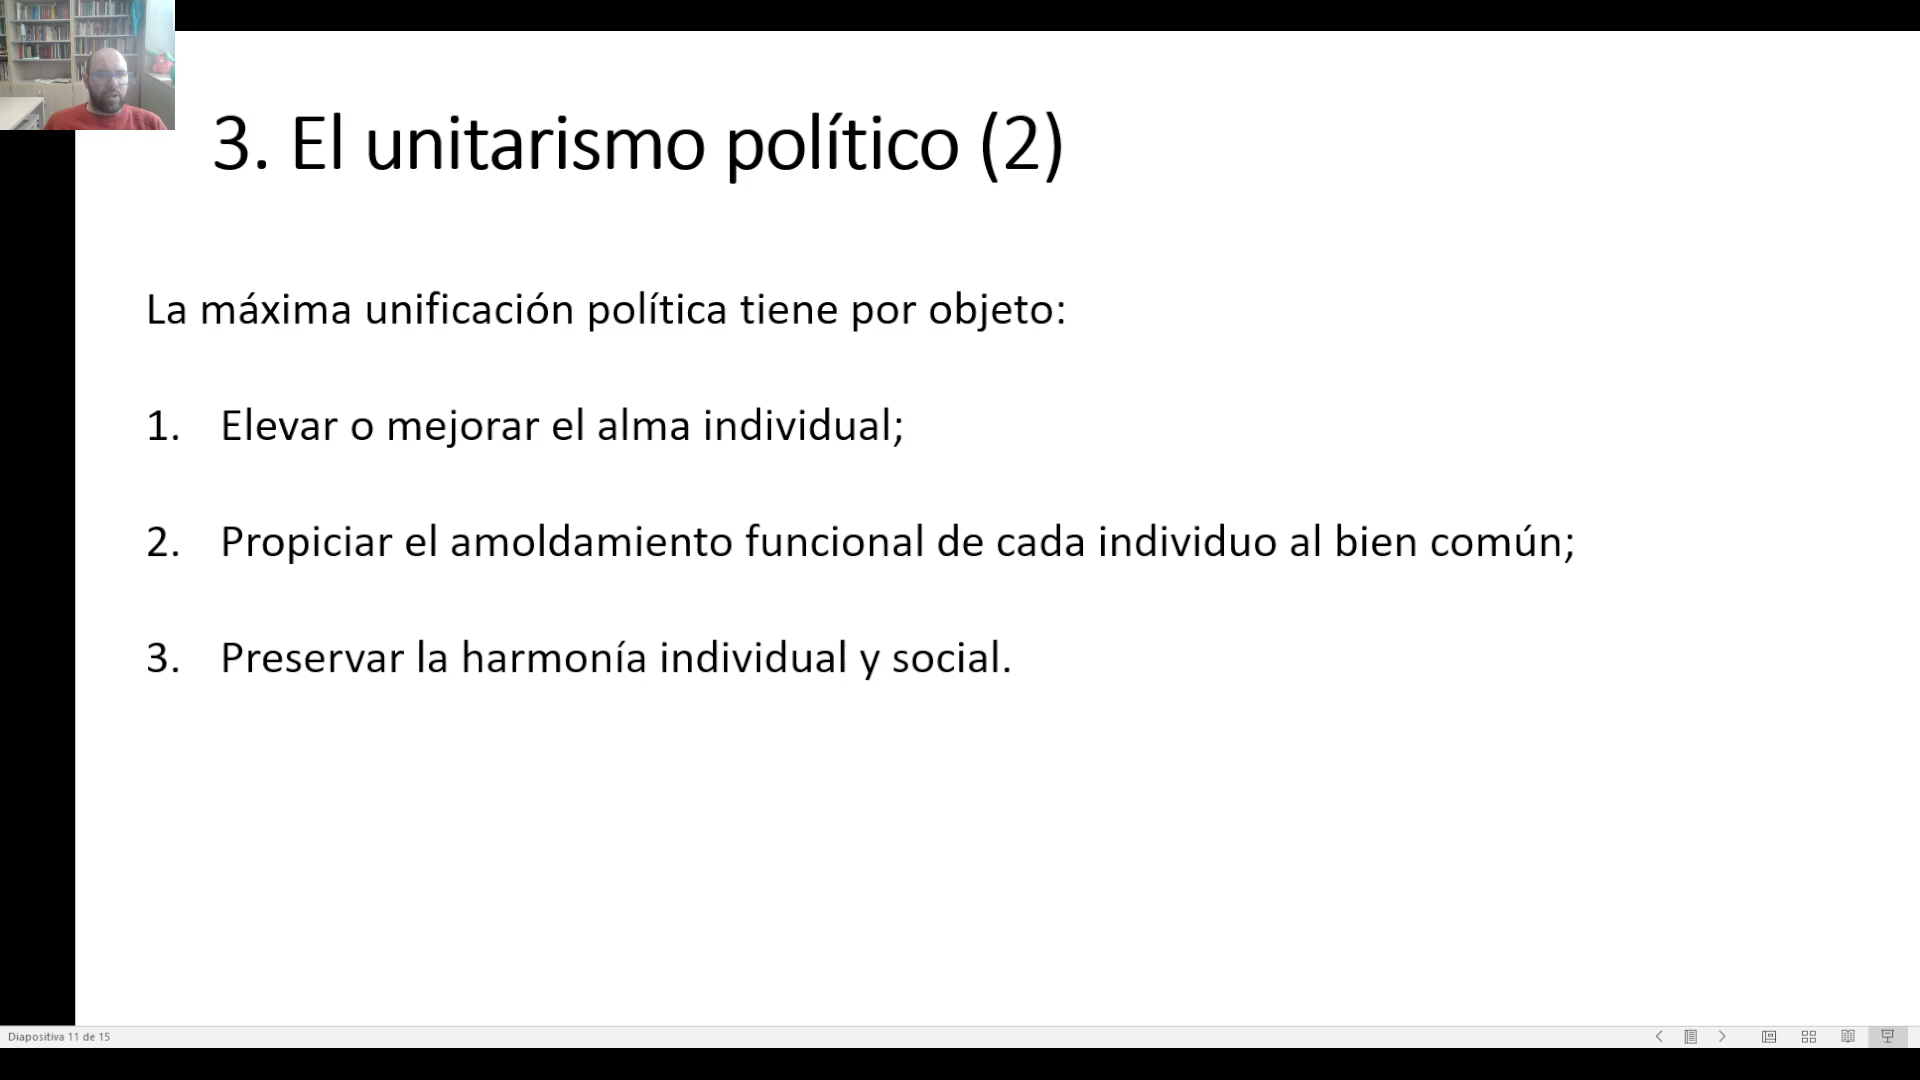 3. El unitarismo político (2)
La máxima unificación política tiene por objeto:
1. Elevar o mejorar el alma individual;
2. Propiciar el amoldamiento funcional de cada individuo al bien común;
3. Preservar la harmonía individual y social.
Diapositiva 11 de 15